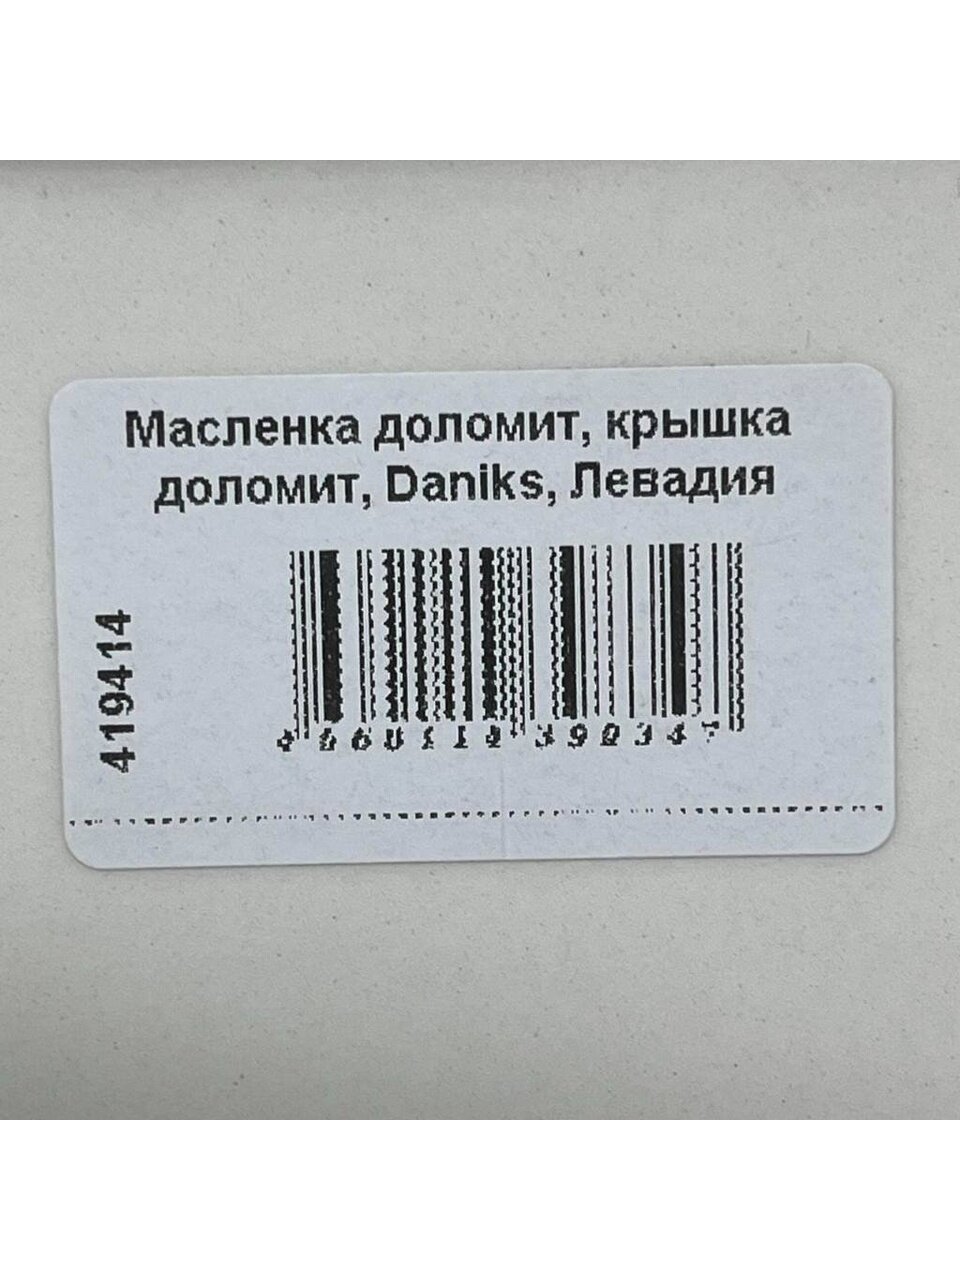 Масленка доломит, крышка
доломит, Daniks, Левадия
419414